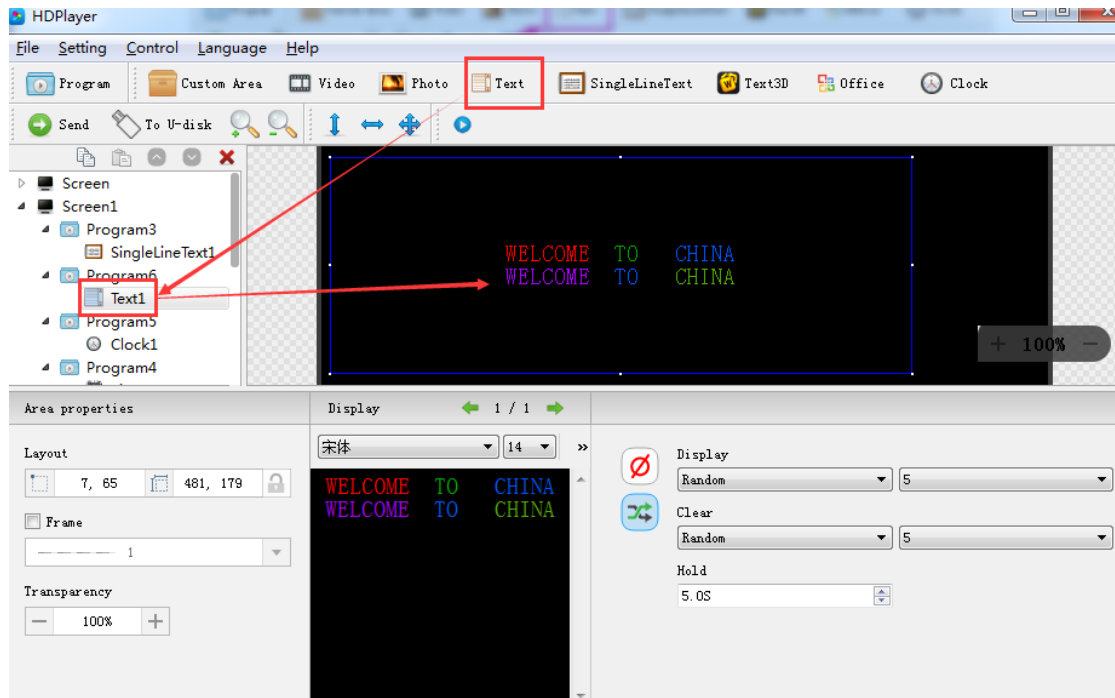 HDPlayer
File Setting Control Language Help
Program Custom Area Video Photo Text SingleLineText Text3D Office Clock
Send To U-disk
Screen
Screen1
Program3
SingleLineText1
Program6
Text1
Program5
Clock1
Program4
WELCOME TO CHINA
WELCOME TO CHINA
+ 100% −
Area properties
Layout
7, 65 481, 179
Frame
1
Transparency
− 100% +
Display 1 / 1
宋体 14 »
WELCOME TO CHINA
WELCOME TO CHINA
Display
Random 5
Clear
Random 5
Hold
5.0S